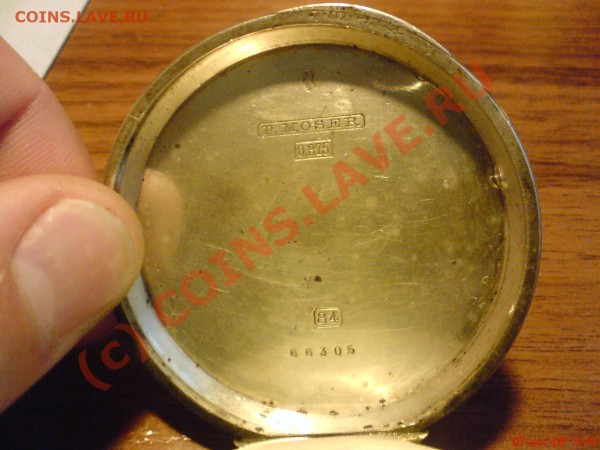 COINS.LAVE.RU
P. MOSER.
0.875
84
66305
(c) COINS.LAVE.RU